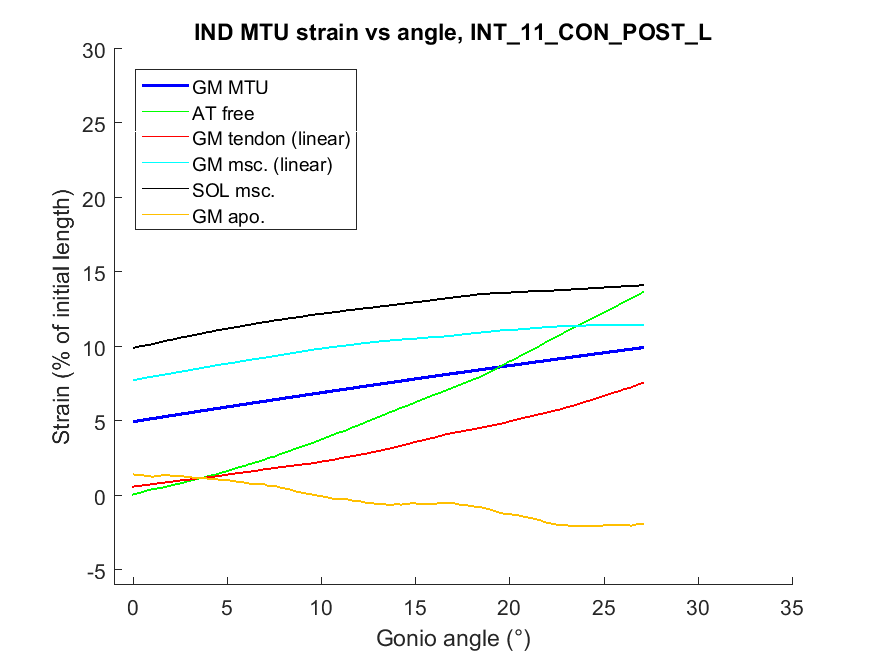 IND MTU strain vs angle, INT_11_CON_POST_L
30
25
20
15
10
5
0
-5
Strain (% of initial length)
GM MTU
AT free
GM tendon (linear)
GM msc. (linear)
SOL msc.
GM apo.
0 5 10 15 20 25 30 35
Gonio angle (°)